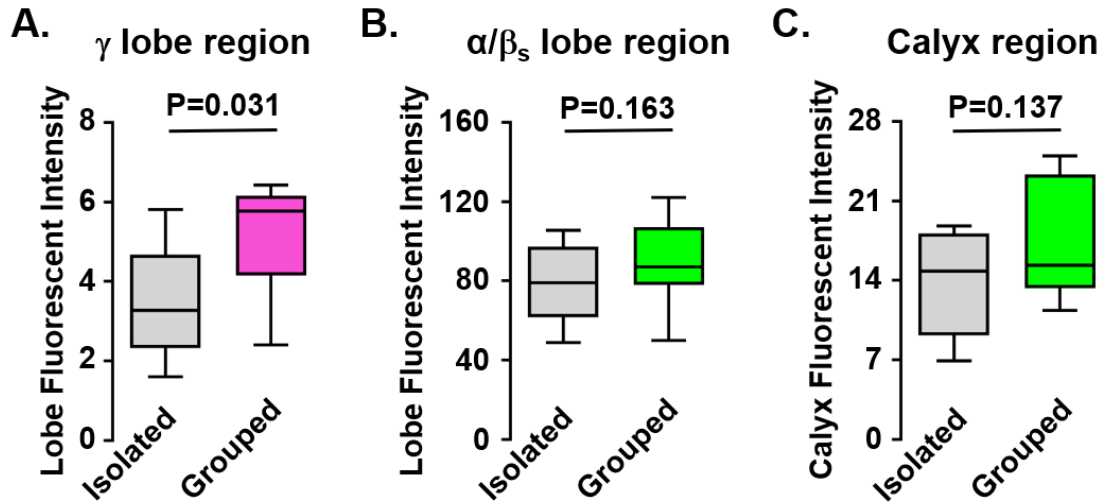 A.
γ lobe region
P=0.031
Lobe Fluorescent Intensity
8
6
4
2
0
Isolated
Grouped
B.
α/βs lobe region
P=0.163
Lobe Fluorescent Intensity
160
120
80
40
0
Isolated
Grouped
C.
Calyx region
P=0.137
Calyx Fluorescent Intensity
28
21
14
7
0
Isolated
Grouped